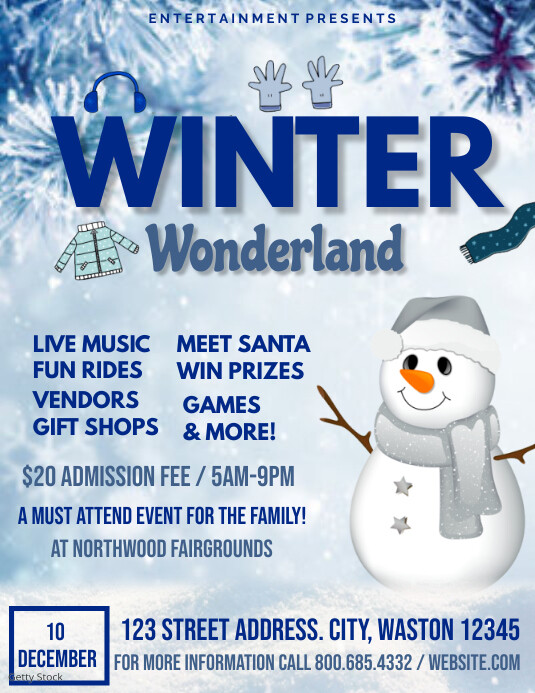 ENTERTAINMENT PRESENTS
WINTER
Wonderland
LIVE MUSIC
FUN RIDES
VENDORS
GIFT SHOPS
MEET SANTA
WIN PRIZES
GAMES
& MORE!
$20 ADMISSION FEE / 5AM-9PM
A MUST ATTEND EVENT FOR THE FAMILY!
AT NORTHWOOD FAIRGROUNDS
10
DECEMBER
123 STREET ADDRESS. CITY, WASTON 12345
FOR MORE INFORMATION CALL 800.685.4332 / WEBSITE.COM
Getty Stock